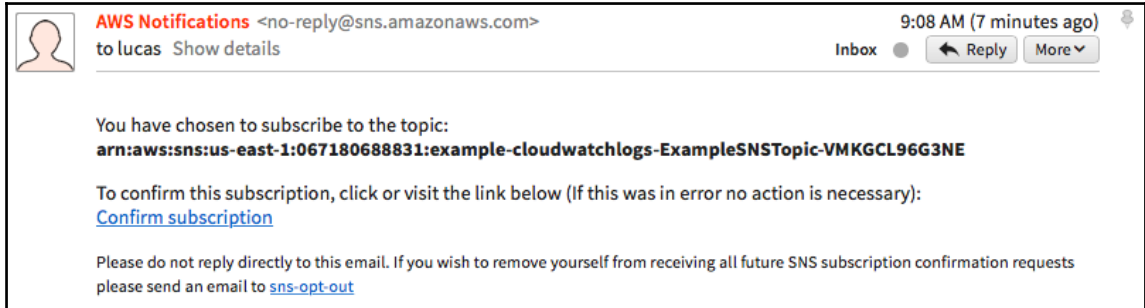 AWS Notifications <no-reply@sns.amazonaws.com> 9:08 AM (7 minutes ago)
to lucas Show details Inbox Reply More
You have chosen to subscribe to the topic:
arn:aws:sns:us-east-1:067180688831:example-cloudwatchlogs-ExampleSNSTopic-VMKGCL96G3NE
To confirm this subscription, click or visit the link below (If this was in error no action is necessary):
Confirm subscription
Please do not reply directly to this email. If you wish to remove yourself from receiving all future SNS subscription confirmation requests
please send an email to sns-opt-out